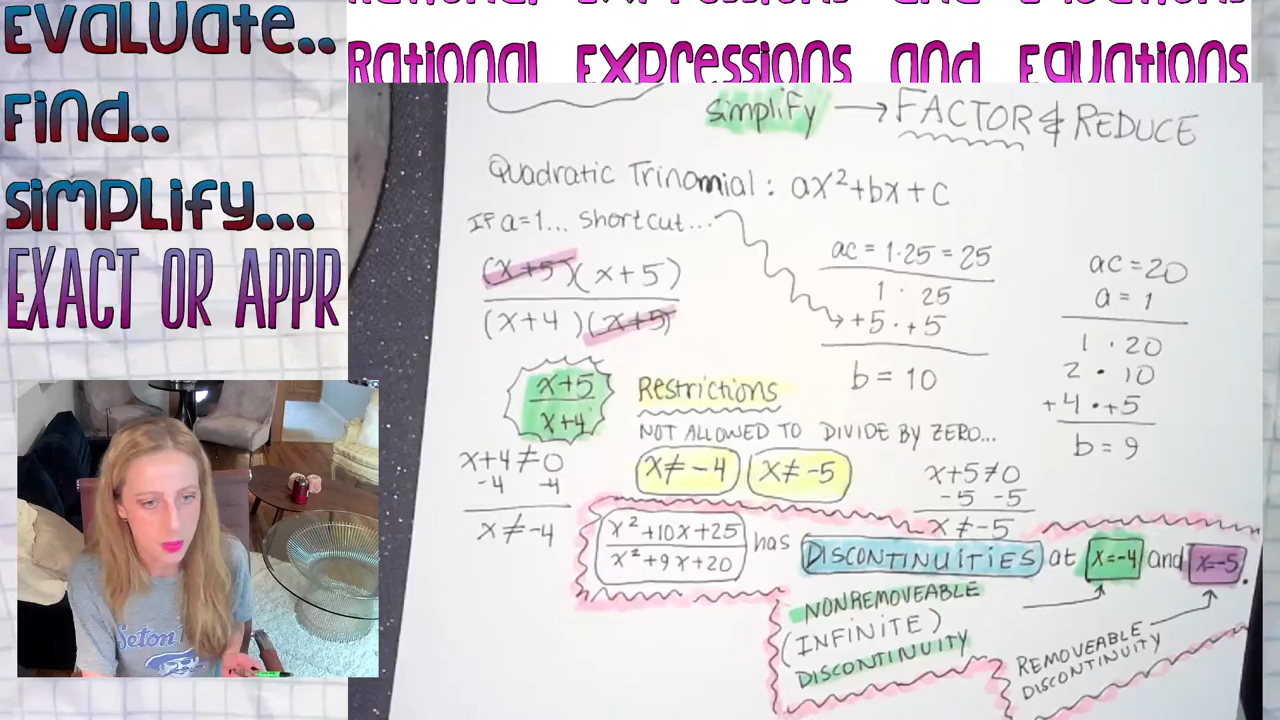 Evaluate..
Find..
Simplify...
EXACT OR APPR
Rational Expressions and Equations
Rational Expressions and Equations
Simplify → FACTOR & REDUCE
Quadratic Trinomial: ax²+bx+c
IF a=1... Shortcut...
(x+5)(x+5)
(x+4)(x+5)
ac = 1·25 = 25
1 · 25
+5 · +5
b = 10
ac = 20
a = 1
1 · 20
2 · 10
+4 · +5
b = 9
x+5
x+4
Restrictions
NOT ALLOWED TO DIVIDE BY ZERO...
x≠-4 x≠-5
x+4≠0
-4 -4
x≠-4
x+5≠0
-5 -5
x≠-5
x²+10x+25
x²+9x+20
has DISCONTINUITIES at x=-4 and x=-5.
NONREMOVEABLE
(INFINITE)
DISCONTINUITY
REMOVEABLE
DISCONTINUITY
Seton